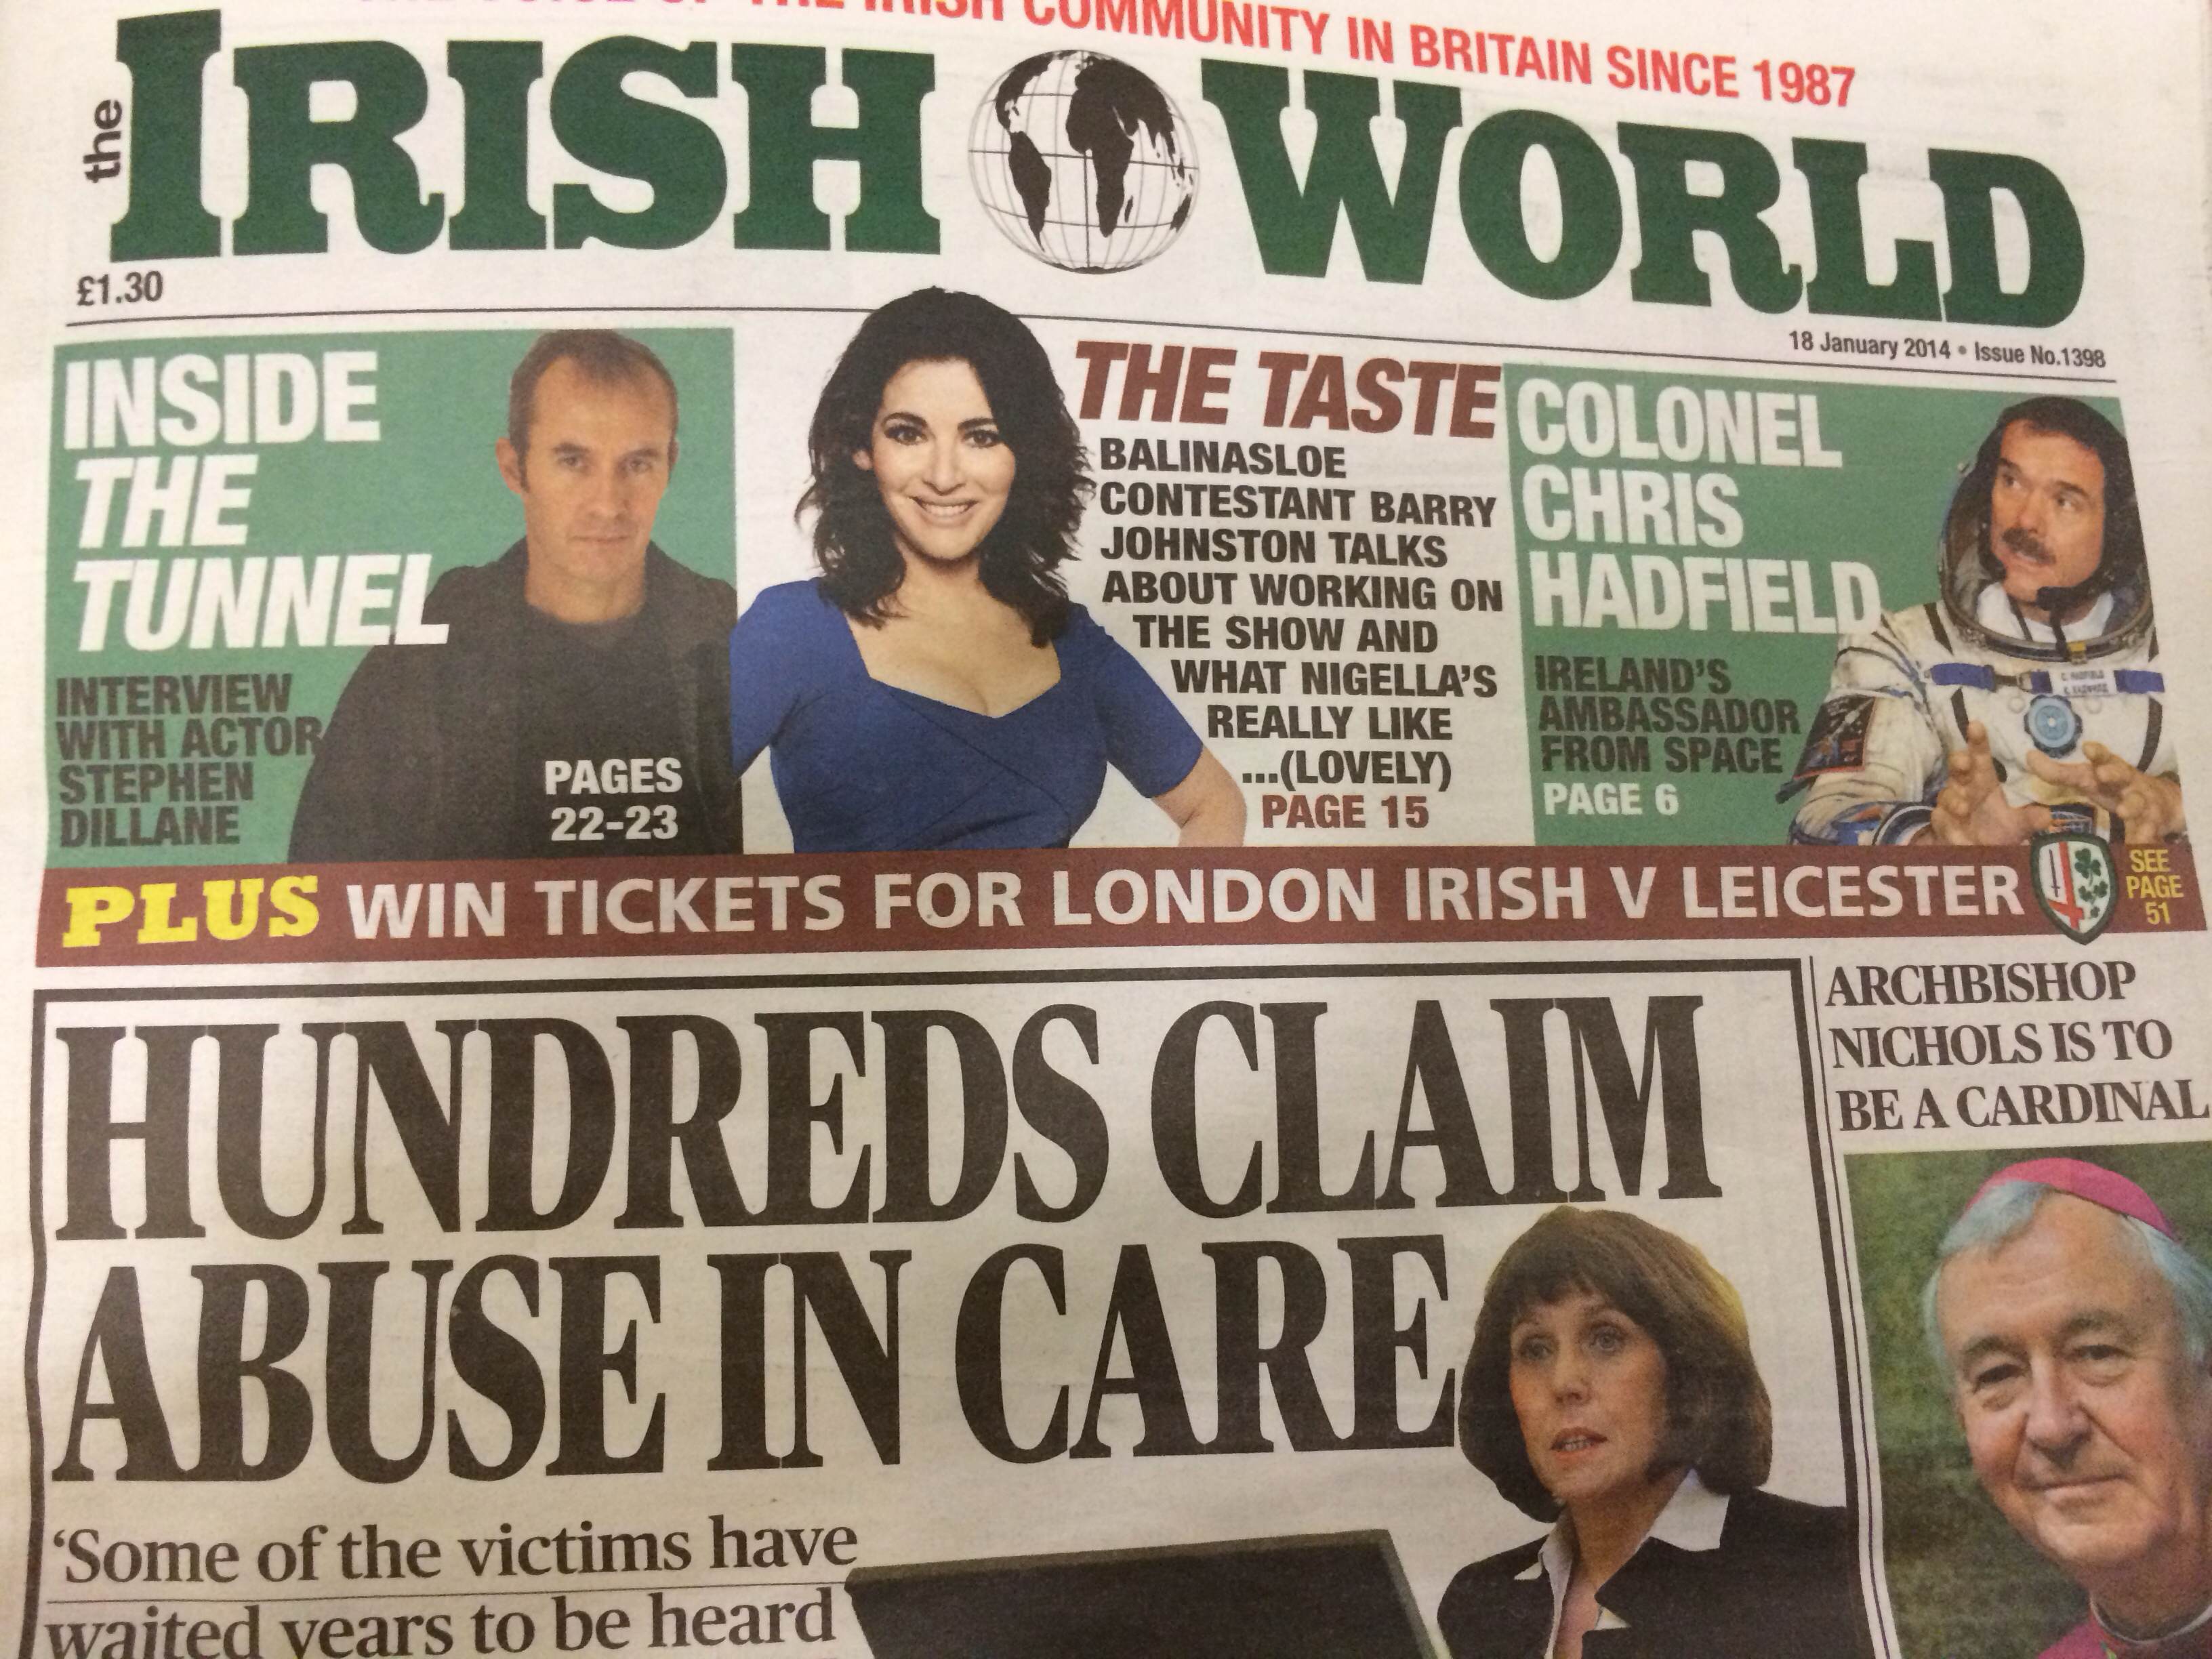 THE VOICE OF THE IRISH COMMUNITY IN BRITAIN SINCE 1987
the IRISH WORLD
£1.30
18 January 2014 • Issue No.1398
INSIDE
THE
TUNNEL
INTERVIEW
WITH ACTOR
STEPHEN
DILLANE
PAGES
22-23
THE TASTE
BALINASLOE
CONTESTANT BARRY
JOHNSTON TALKS
ABOUT WORKING ON
THE SHOW AND
WHAT NIGELLA'S
REALLY LIKE
...(LOVELY)
PAGE 15
COLONEL
CHRIS
HADFIELD
IRELAND'S
AMBASSADOR
FROM SPACE
PAGE 6
PLUS WIN TICKETS FOR LONDON IRISH V LEICESTER
SEE
PAGE
51
HUNDREDS CLAIM
ABUSE IN CARE
‘Some of the victims have
waited years to be heard
ARCHBISHOP
NICHOLS IS TO
BE A CARDINAL